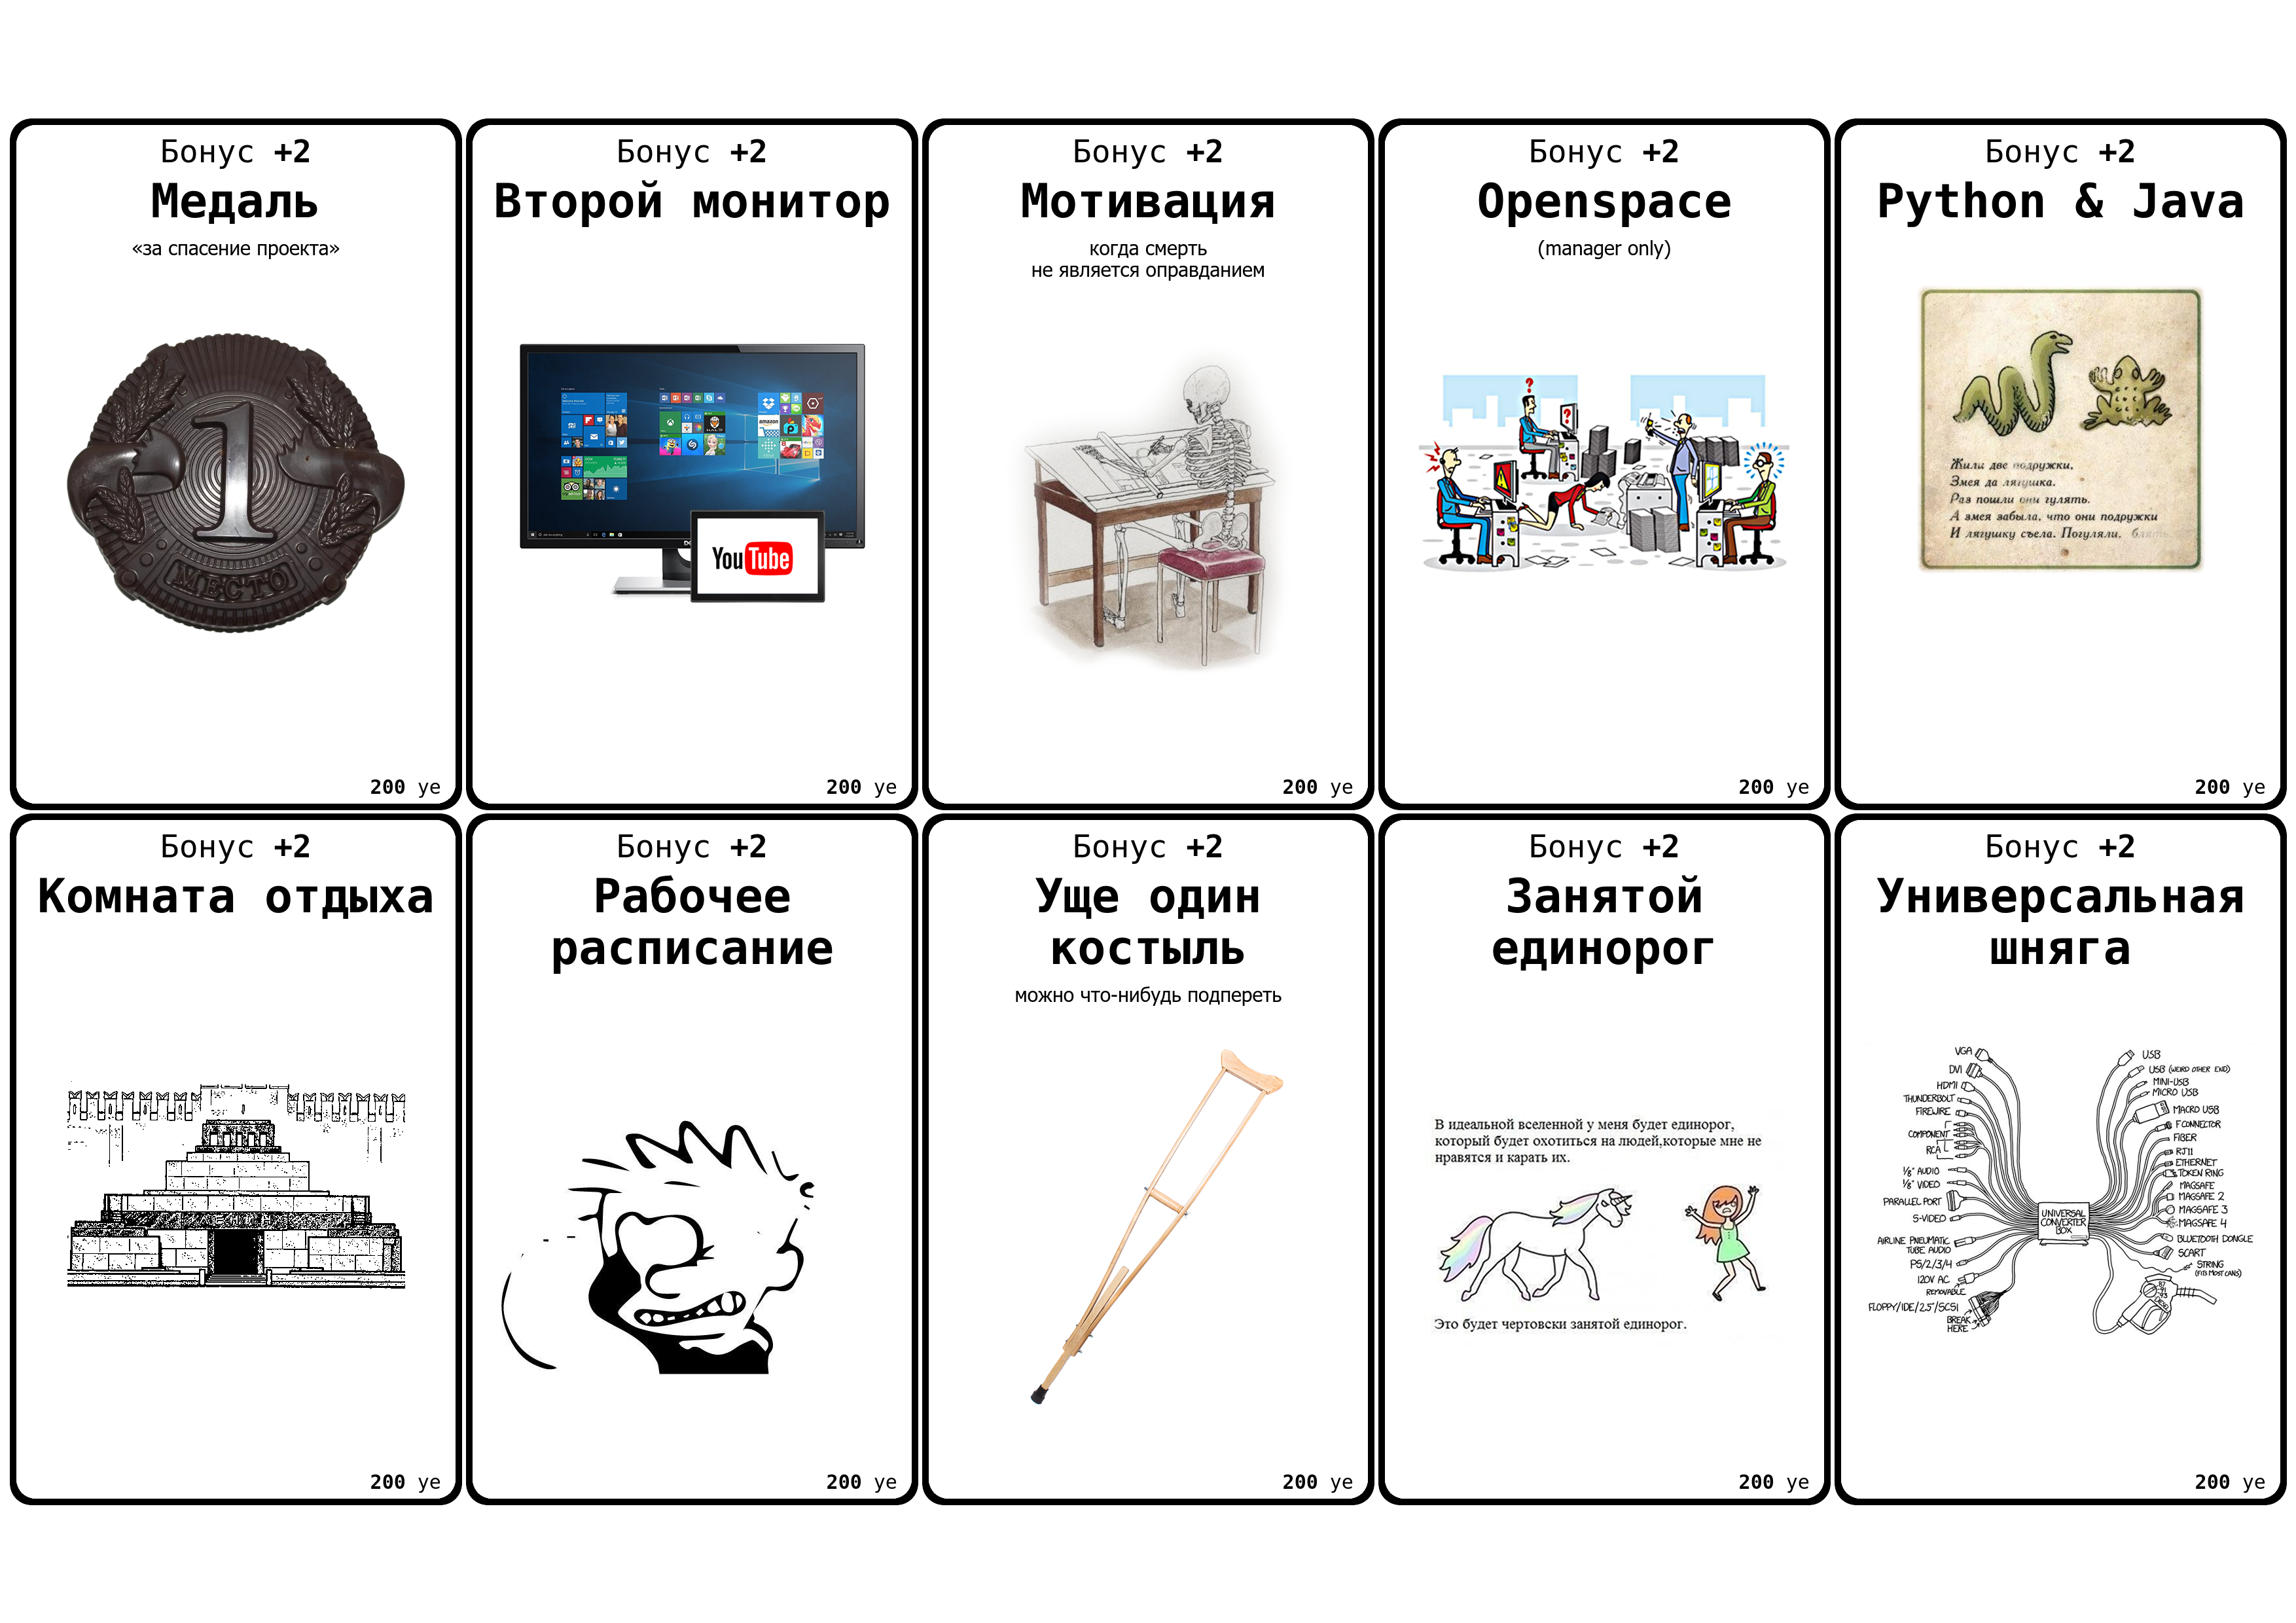 Бонус +2
Медаль
«за спасение проекта»
1
МЕСТО
200 уе
Бонус +2
Второй монитор
YouTube
200 уе
Бонус +2
Мотивация
когда смерть
не является оправданием
200 уе
Бонус +2
Openspace
(manager only)
?
?
A
200 уе
Бонус +2
Python & Java
Жили две подружки,
Змея да лягушка.
Раз пошли они гулять.
А змея забыла, что они подружки
И лягушку съела. Погуляли,
200 уе
Бонус +2
Комната отдыха
200 уе
Бонус +2
Рабочее
расписание
200 уе
Бонус +2
Уще один
костыль
можно что-нибудь подпереть
200 уе
Бонус +2
Занятой
единорог
В идеальной вселенной у меня будет единорог,
который будет охотиться на людей,которые мне не
нравятся и карать их.
Это будет чертовски занятой единорог.
200 уе
Бонус +2
Универсальная
шняга
VGA
DVI
HDMI
THUNDERBOLT
FIREWIRE
COMPONENT
RCA
1/8" AUDIO
1/8" VIDEO
PARALLEL PORT
S-VIDEO
AIRLINE PNEUMATIC
TUBE AUDIO
PS/2/3/4
120V AC
REMOVABLE
FLOPPY/IDE/2.5"/SCSI
BREAK
HERE
UNIVERSAL
CONVERTER
BOX
USB
USB (WEIRD OTHER END)
MINI-USB
MICRO USB
MACRO USB
F CONNECTOR
FIBER
RJ11
ETHERNET
TOKEN RING
MAGSAFE
MAGSAFE 2
MAGSAFE 3
MAGSAFE 4
BLUETOOTH DONGLE
SCART
STRING
(FITS MOST CANS)
87
91
93
200 уе